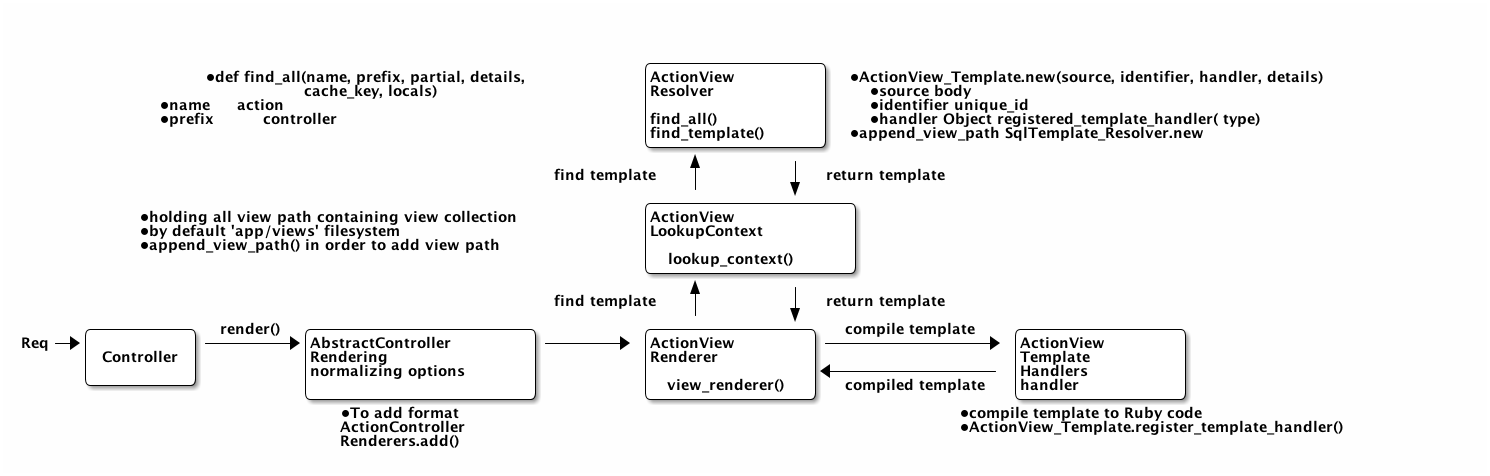 ●def find_all(name, prefix, partial, details,
cache_key, locals)
●name action
●prefix controller
ActionView
Resolver
find_all()
find_template()
●ActionView_Template.new(source, identifier, handler, details)
●source body
●identifier unique_id
●handler Object registered_template_handler( type)
●append_view_path SqlTemplate_Resolver.new
find template
return template
●holding all view path containing view collection
●by default 'app/views' filesystem
●append_view_path() in order to add view path
ActionView
LookupContext
lookup_context()
find template
return template
Req
Controller
render()
AbstractController
Rendering
normalizing options
●To add format
ActionController
Renderers.add()
ActionView
Renderer
view_renderer()
compile template
compiled template
ActionView
Template
Handlers
handler
●compile template to Ruby code
●ActionView_Template.register_template_handler()